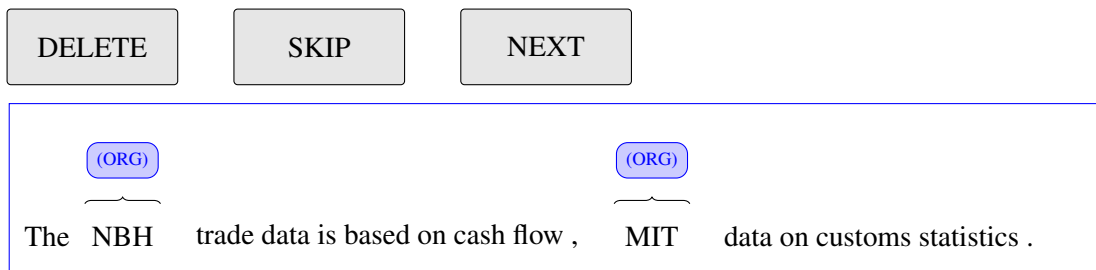 DELETE SKIP NEXT
(ORG) (ORG)
The NBH trade data is based on cash flow , MIT data on customs statistics .